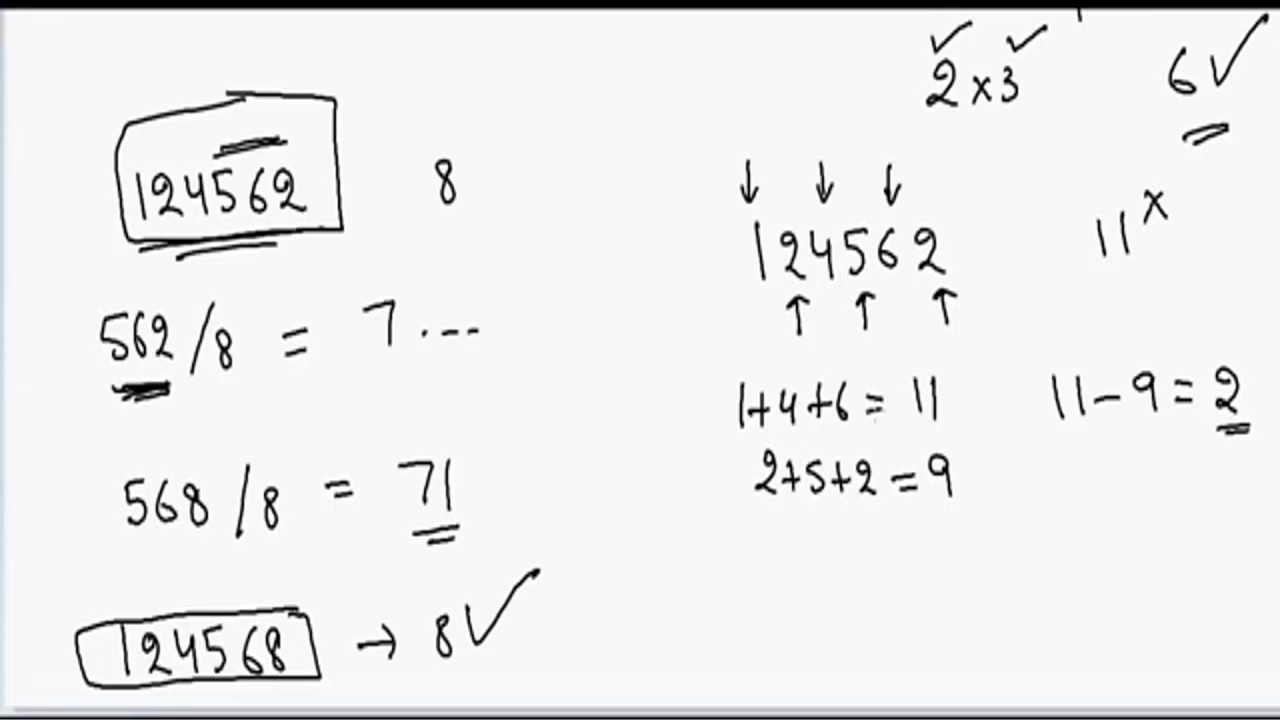 2×3 6✓
124562 8
124562 11×
562/8 = 7....
1+4+6= 11 11-9=2
2+5+2=9
568/8 = 71
124568 → 8✓